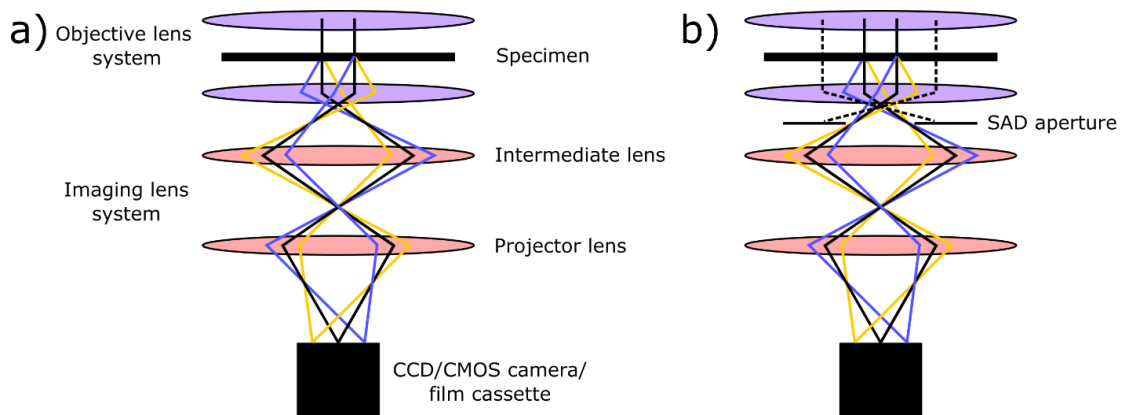 a)
Objective lens
system
Specimen
Intermediate lens
Imaging lens
system
Projector lens
CCD/CMOS camera/
film cassette
b)
SAD aperture